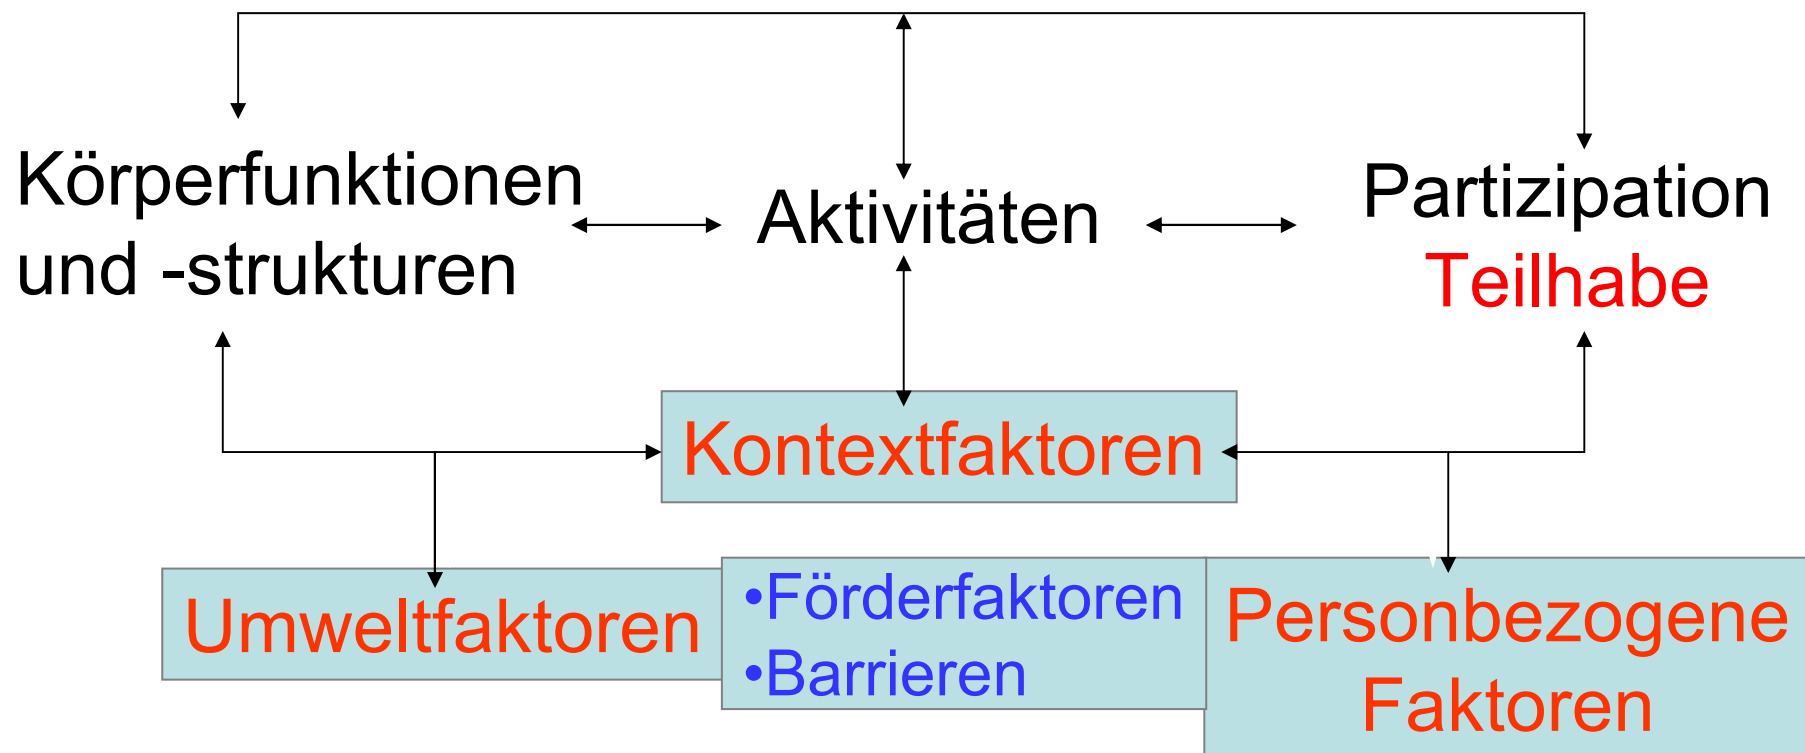 Körperfunktionen
und -strukturen
Aktivitäten
Partizipation
Teilhabe
Kontextfaktoren
Umweltfaktoren
•Förderfaktoren
•Barrieren
Personbezogene
Faktoren